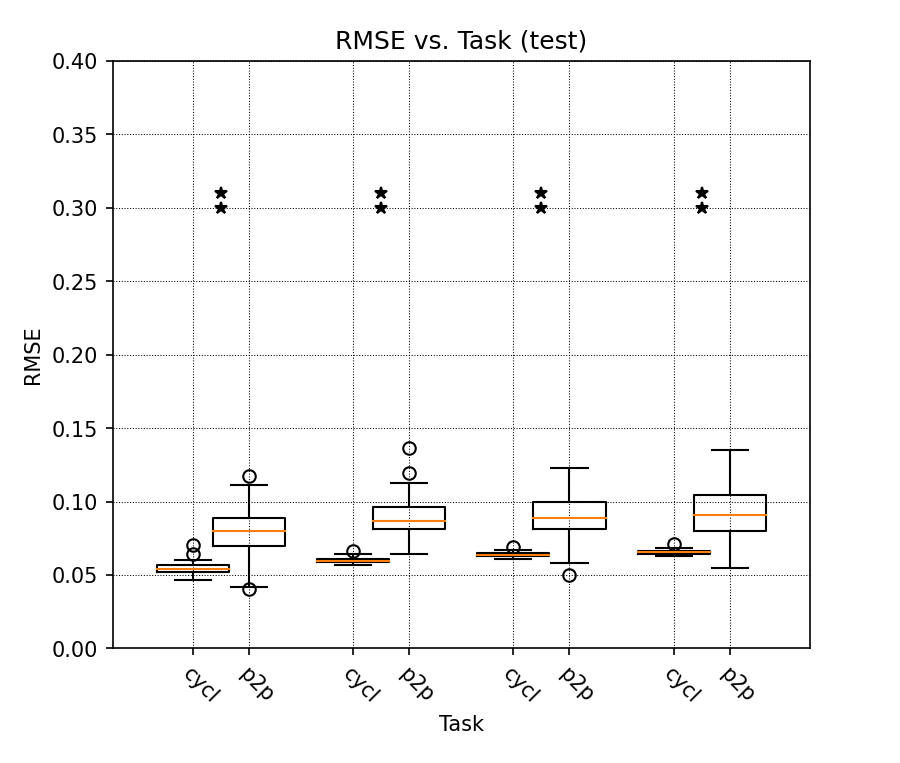 RMSE vs. Task (test)
0.40
0.35
0.30
0.25
0.20
0.15
0.10
0.05
0.00
RMSE
cycl p2p cycl p2p cycl p2p cycl p2p
Task